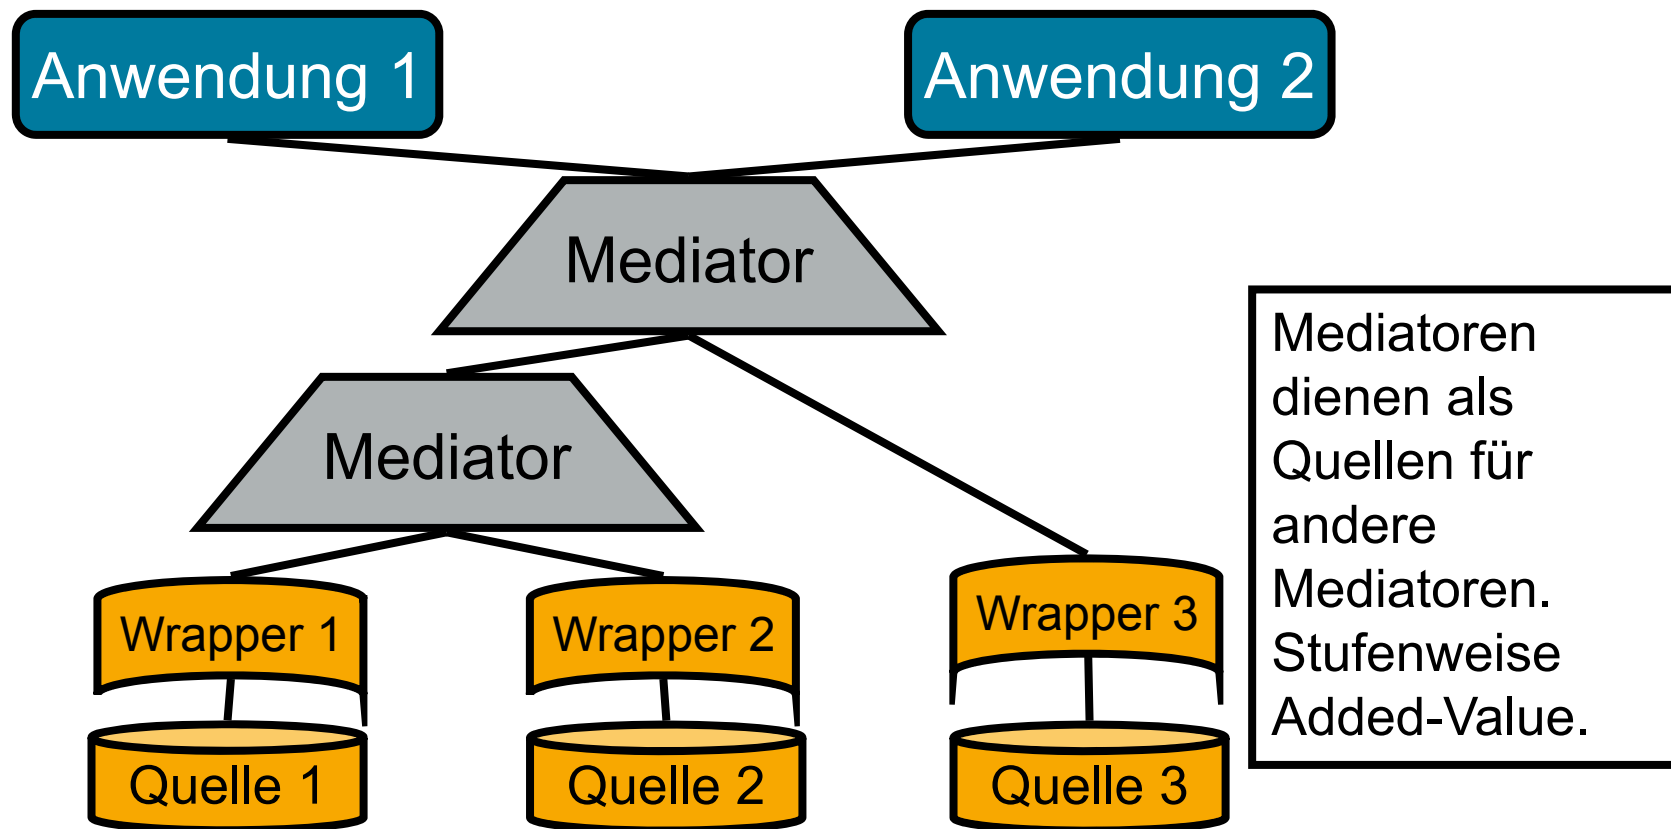 Anwendung 1
Anwendung 2
Mediator
Mediator
Wrapper 1
Wrapper 2
Wrapper 3
Quelle 1
Quelle 2
Quelle 3
Mediatoren
dienen als
Quellen für
andere
Mediatoren.
Stufenweise
Added-Value.